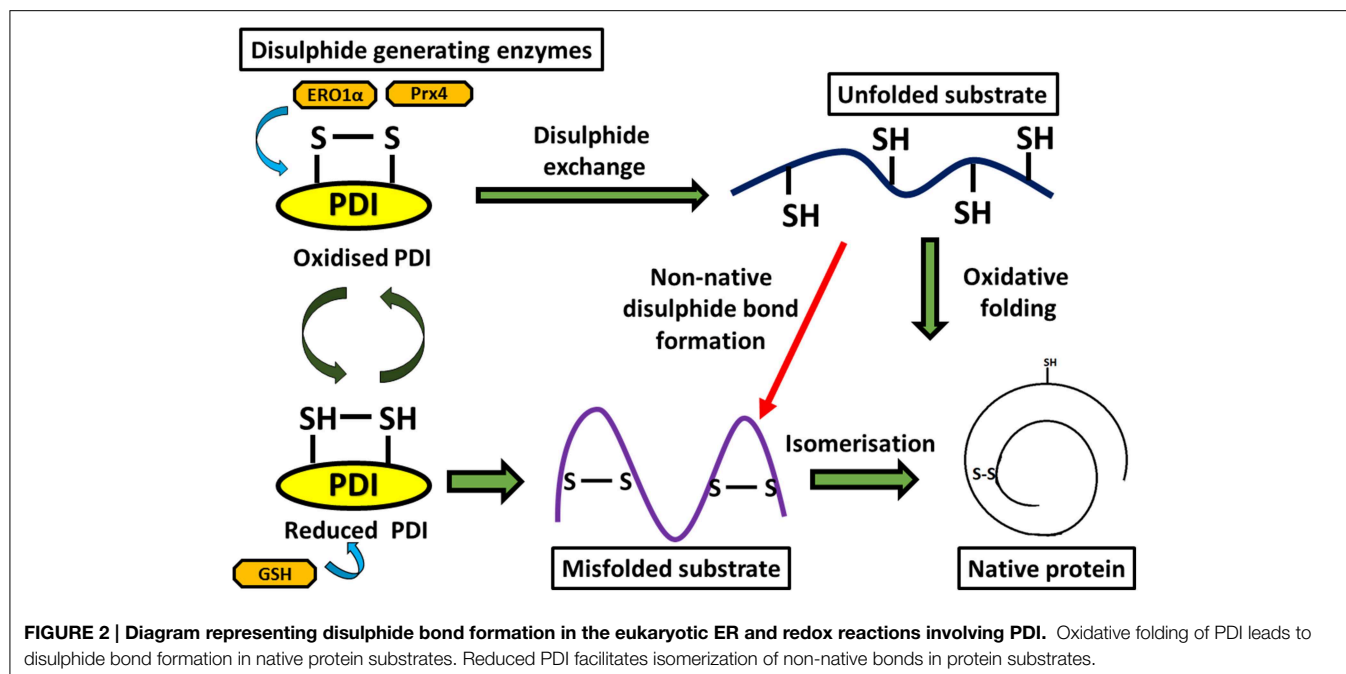 Disulphide generating enzymes
ERO1α
Prx4
S — S
PDI
Oxidised PDI
Disulphide
exchange
Unfolded substrate
SH
SH
SH
SH
Non-native
disulphide bond
formation
Oxidative
folding
SH — SH
PDI
Reduced PDI
GSH
S — S
S — S
Misfolded substrate
Isomerisation
SH
S-S
Native protein
FIGURE 2 | Diagram representing disulphide bond formation in the eukaryotic ER and redox reactions involving PDI. Oxidative folding of PDI leads to
disulphide bond formation in native protein substrates. Reduced PDI facilitates isomerization of non-native bonds in protein substrates.